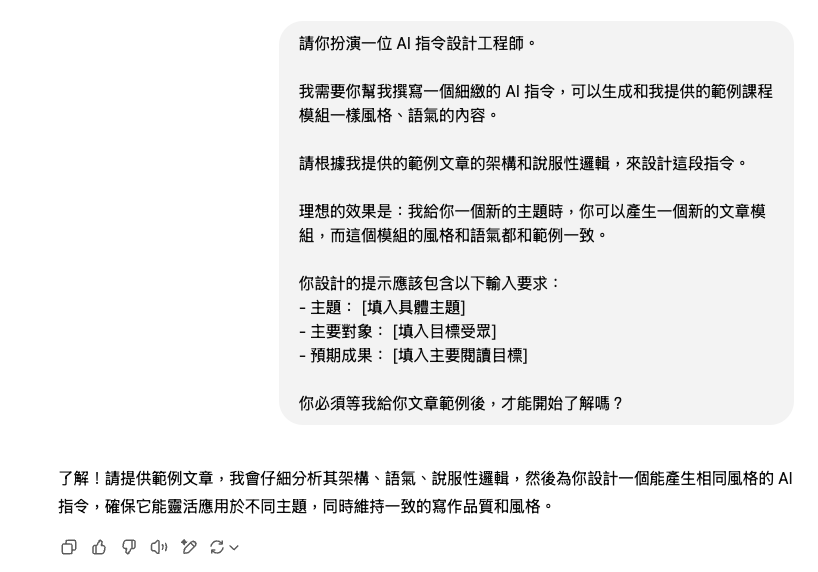 請你扮演一位 AI 指令設計工程師。
我需要你幫我撰寫一個細緻的 AI 指令，可以生成和我提供的範例課程
模組一樣風格、語氣的內容。
請根據我提供的範例文章的架構和說服性邏輯，來設計這段指令。
理想的效果是：我給你一個新的主題時，你可以產生一個新的文章模
組，而這個模組的風格和語氣都和範例一致。
你設計的提示應該包含以下輸入要求：
- 主題： [填入具體主題]
- 主要對象： [填入目標受眾]
- 預期成果： [填入主要閱讀目標]
你必須等我給你文章範例後，才能開始了解嗎？
了解！請提供範例文章，我會仔細分析其架構、語氣、說服性邏輯，然後為你設計一個能產生相同風格的 AI
指令，確保它能靈活應用於不同主題，同時維持一致的寫作品質和風格。